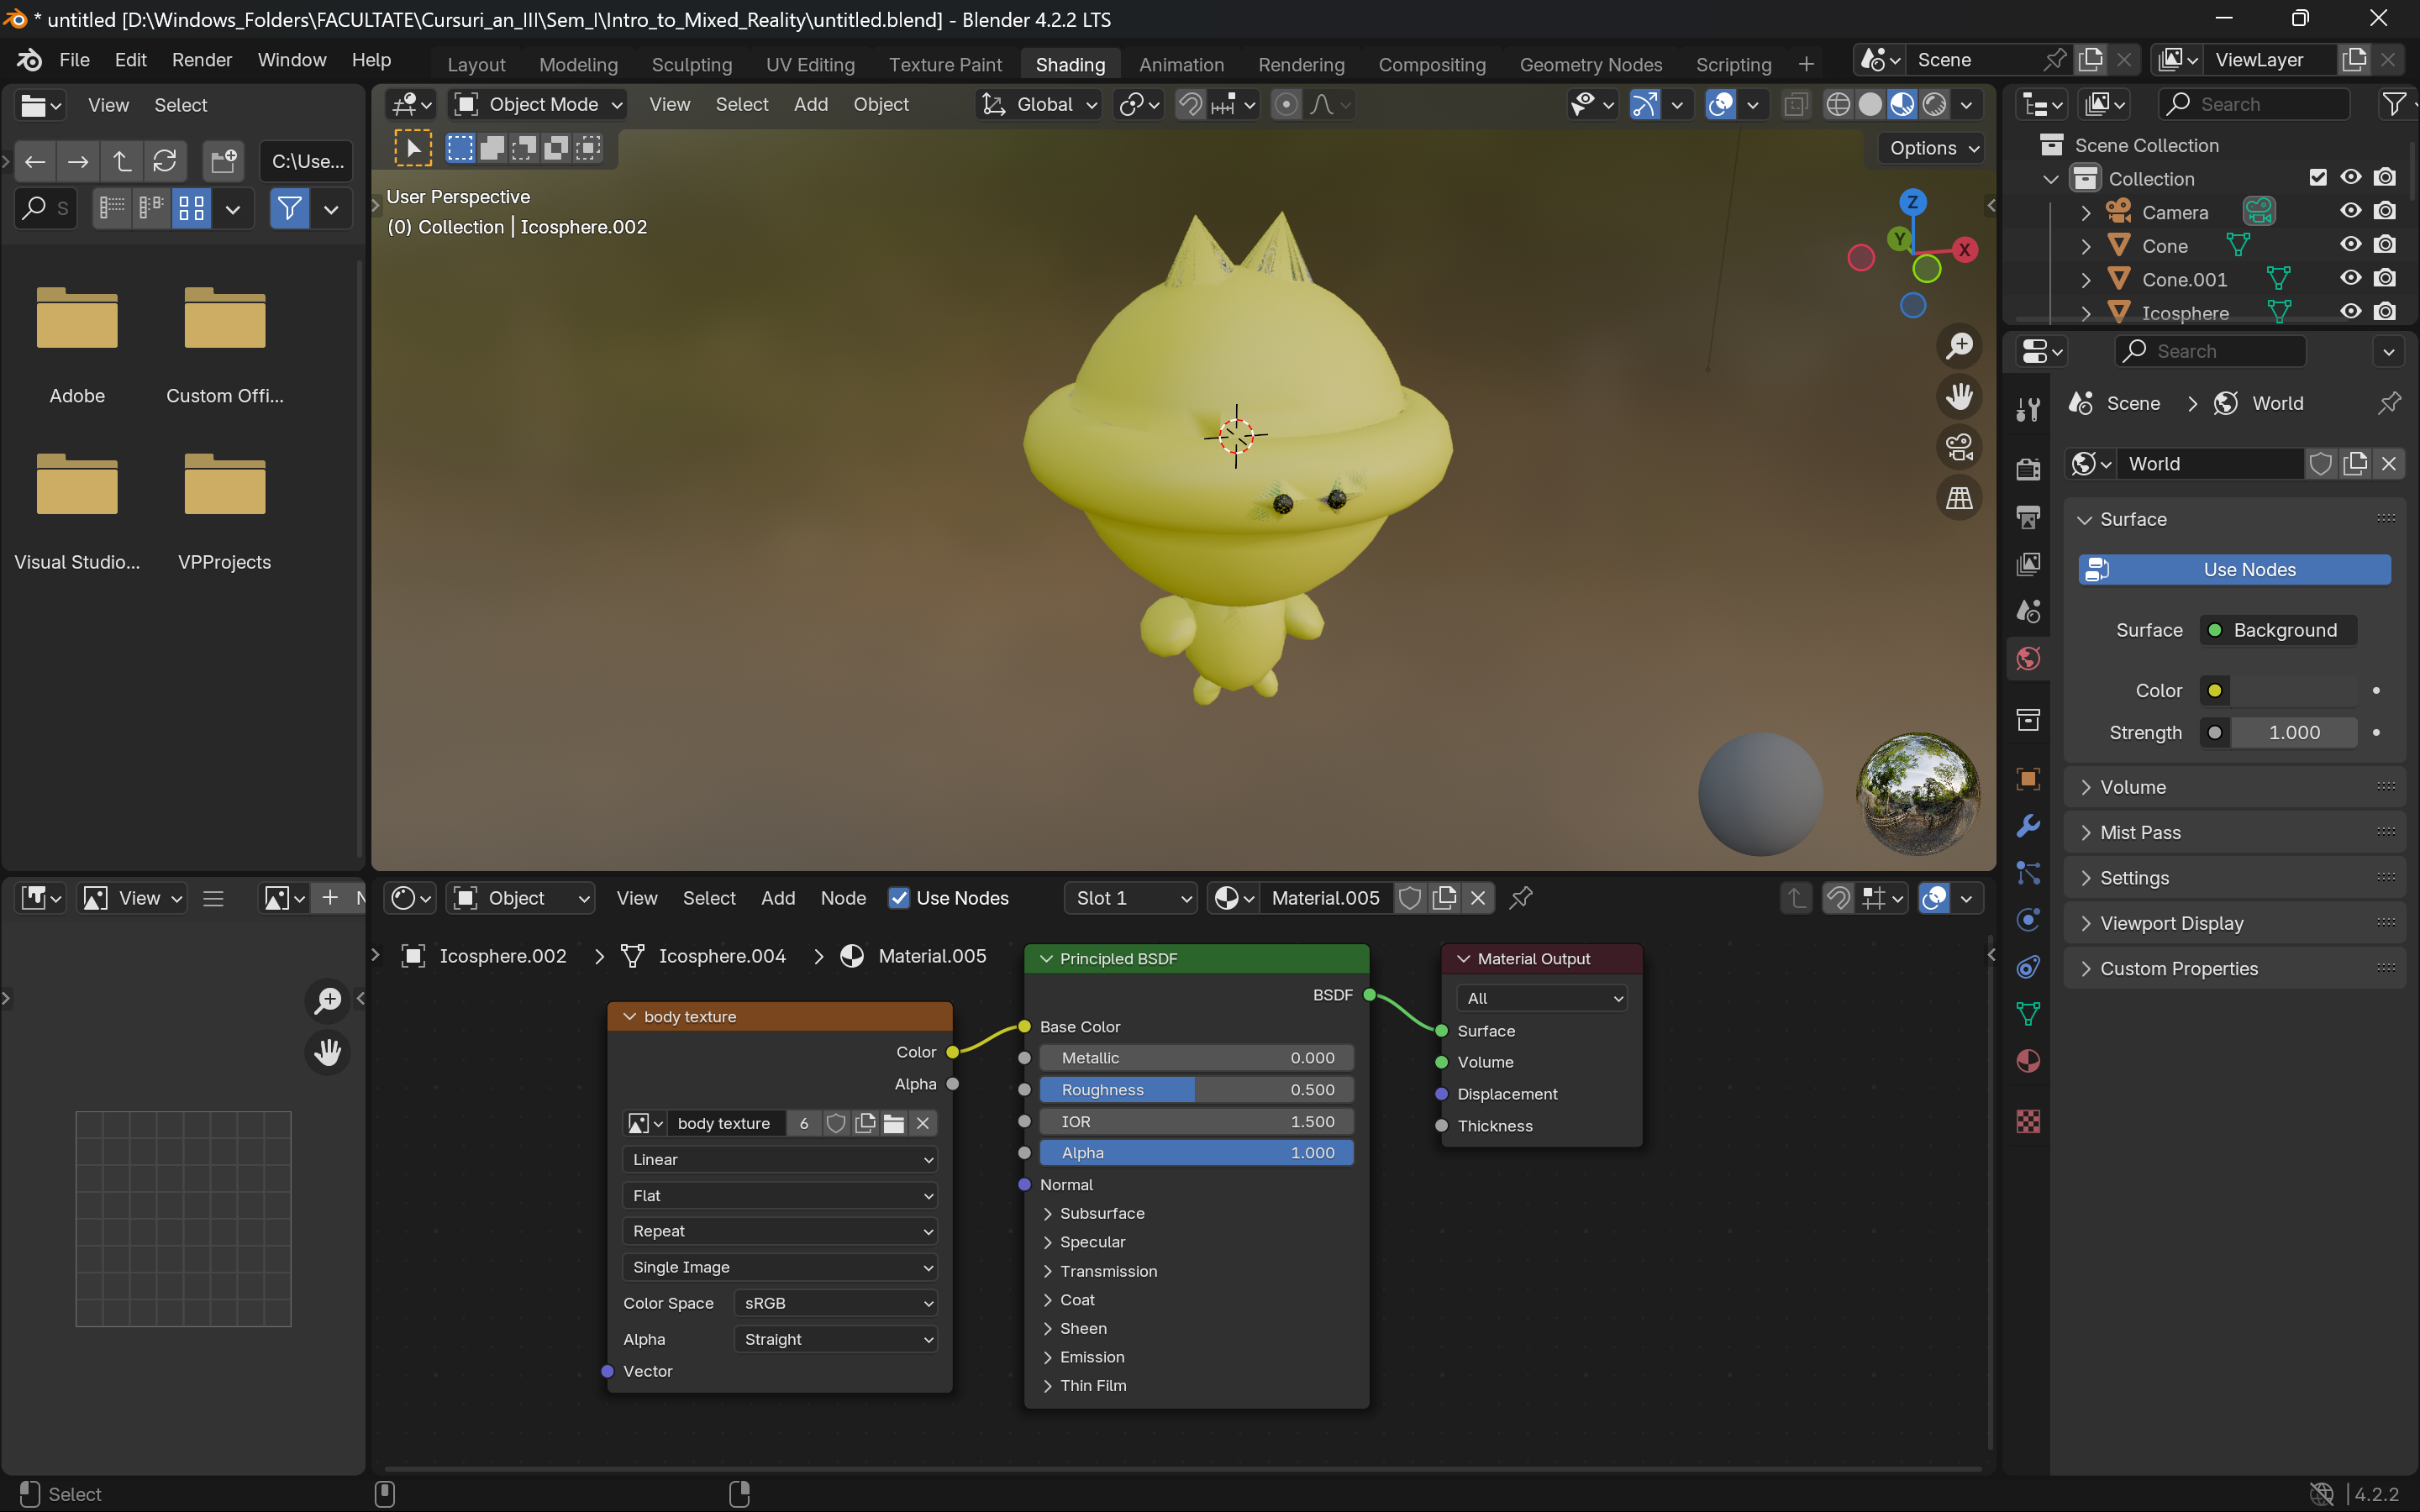 * untitled [D:\Windows_Folders\FACULTATE\Cursuri_an_III\Sem_I\Intro_to_Mixed_Reality\untitled.blend] - Blender 4.2.2 LTS
File Edit Render Window Help
Layout Modeling Sculpting UV Editing Texture Paint Shading Animation Rendering Compositing Geometry Nodes Scripting
Scene
ViewLayer
View Select
C:\Use...
S
Adobe
Custom Offi...
Visual Studio...
VPProjects
Object Mode View Select Add Object
Global
Options
User Perspective
(0) Collection | Icosphere.002
Z
Y
X
Search
Scene Collection
Collection
Camera
Cone
Cone.001
Icosphere
Search
Scene > World
World
Surface
Use Nodes
Surface Background
Color
Strength 1.000
Volume
Mist Pass
Settings
Viewport Display
Custom Properties
View
N
Object View Select Add Node Use Nodes
Slot 1
Material.005
Icosphere.002 > Icosphere.004 > Material.005
body texture
Color
Alpha
body texture 6
Linear
Flat
Repeat
Single Image
Color Space sRGB
Alpha Straight
Vector
Principled BSDF
BSDF
Base Color
Metallic 0.000
Roughness 0.500
IOR 1.500
Alpha 1.000
Normal
Subsurface
Specular
Transmission
Coat
Sheen
Emission
Thin Film
Material Output
All
Surface
Volume
Displacement
Thickness
Select
4.2.2